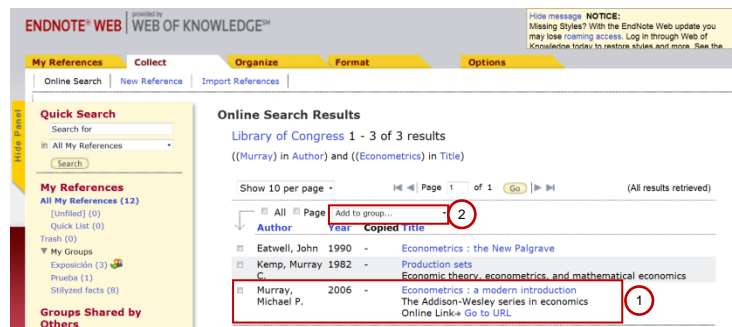 ENDNOTE® WEB
provided by
WEB OF KNOWLEDGE℠
Hide message NOTICE:
Missing Styles? With the EndNote Web update you
may lose roaming access. Log in through Web of
Knowledge today to restore styles and more. See the
My References
Collect
Organize
Format
Options
Online Search
New Reference
Import References
Hide Panel
Quick Search
Search for
in All My References
Search
My References
All My References (12)
[Unfiled] (0)
Quick List (0)
Trash (0)
▼ My Groups
Exposición (3)
Prueba (1)
Stilyzed facts (8)
Groups Shared by
Others
Online Search Results
Library of Congress 1 - 3 of 3 results
((Murray) in Author) and ((Econometrics) in Title)
Show 10 per page
Page 1 of 1 Go
(All results retrieved)
All Page Add to group...
2
Author Year Copied Title
Eatwell, John 1990 - Econometrics : the New Palgrave
Kemp, Murray 1982 - Production sets
C. Economic theory, econometrics, and mathematical economics
Murray, 2006 - Econometrics : a modern introduction
Michael P. The Addison-Wesley series in economics
Online Link→ Go to URL
1